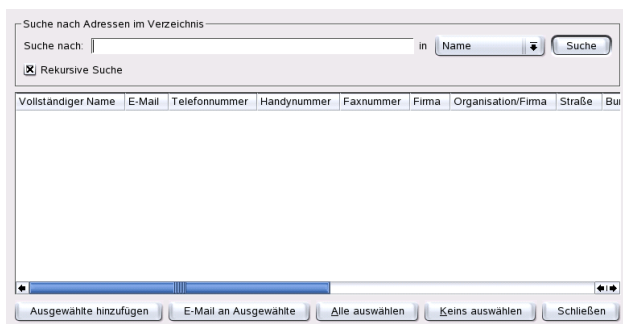 Suche nach Adressen im Verzeichnis
Suche nach: in Name Suche
Rekursive Suche
Vollständiger Name E-Mail Telefonnummer Handynummer Faxnummer Firma Organisation/Firma Straße
Ausgewählte hinzufügen E-Mail an Ausgewählte Alle auswählen Keins auswählen Schließen